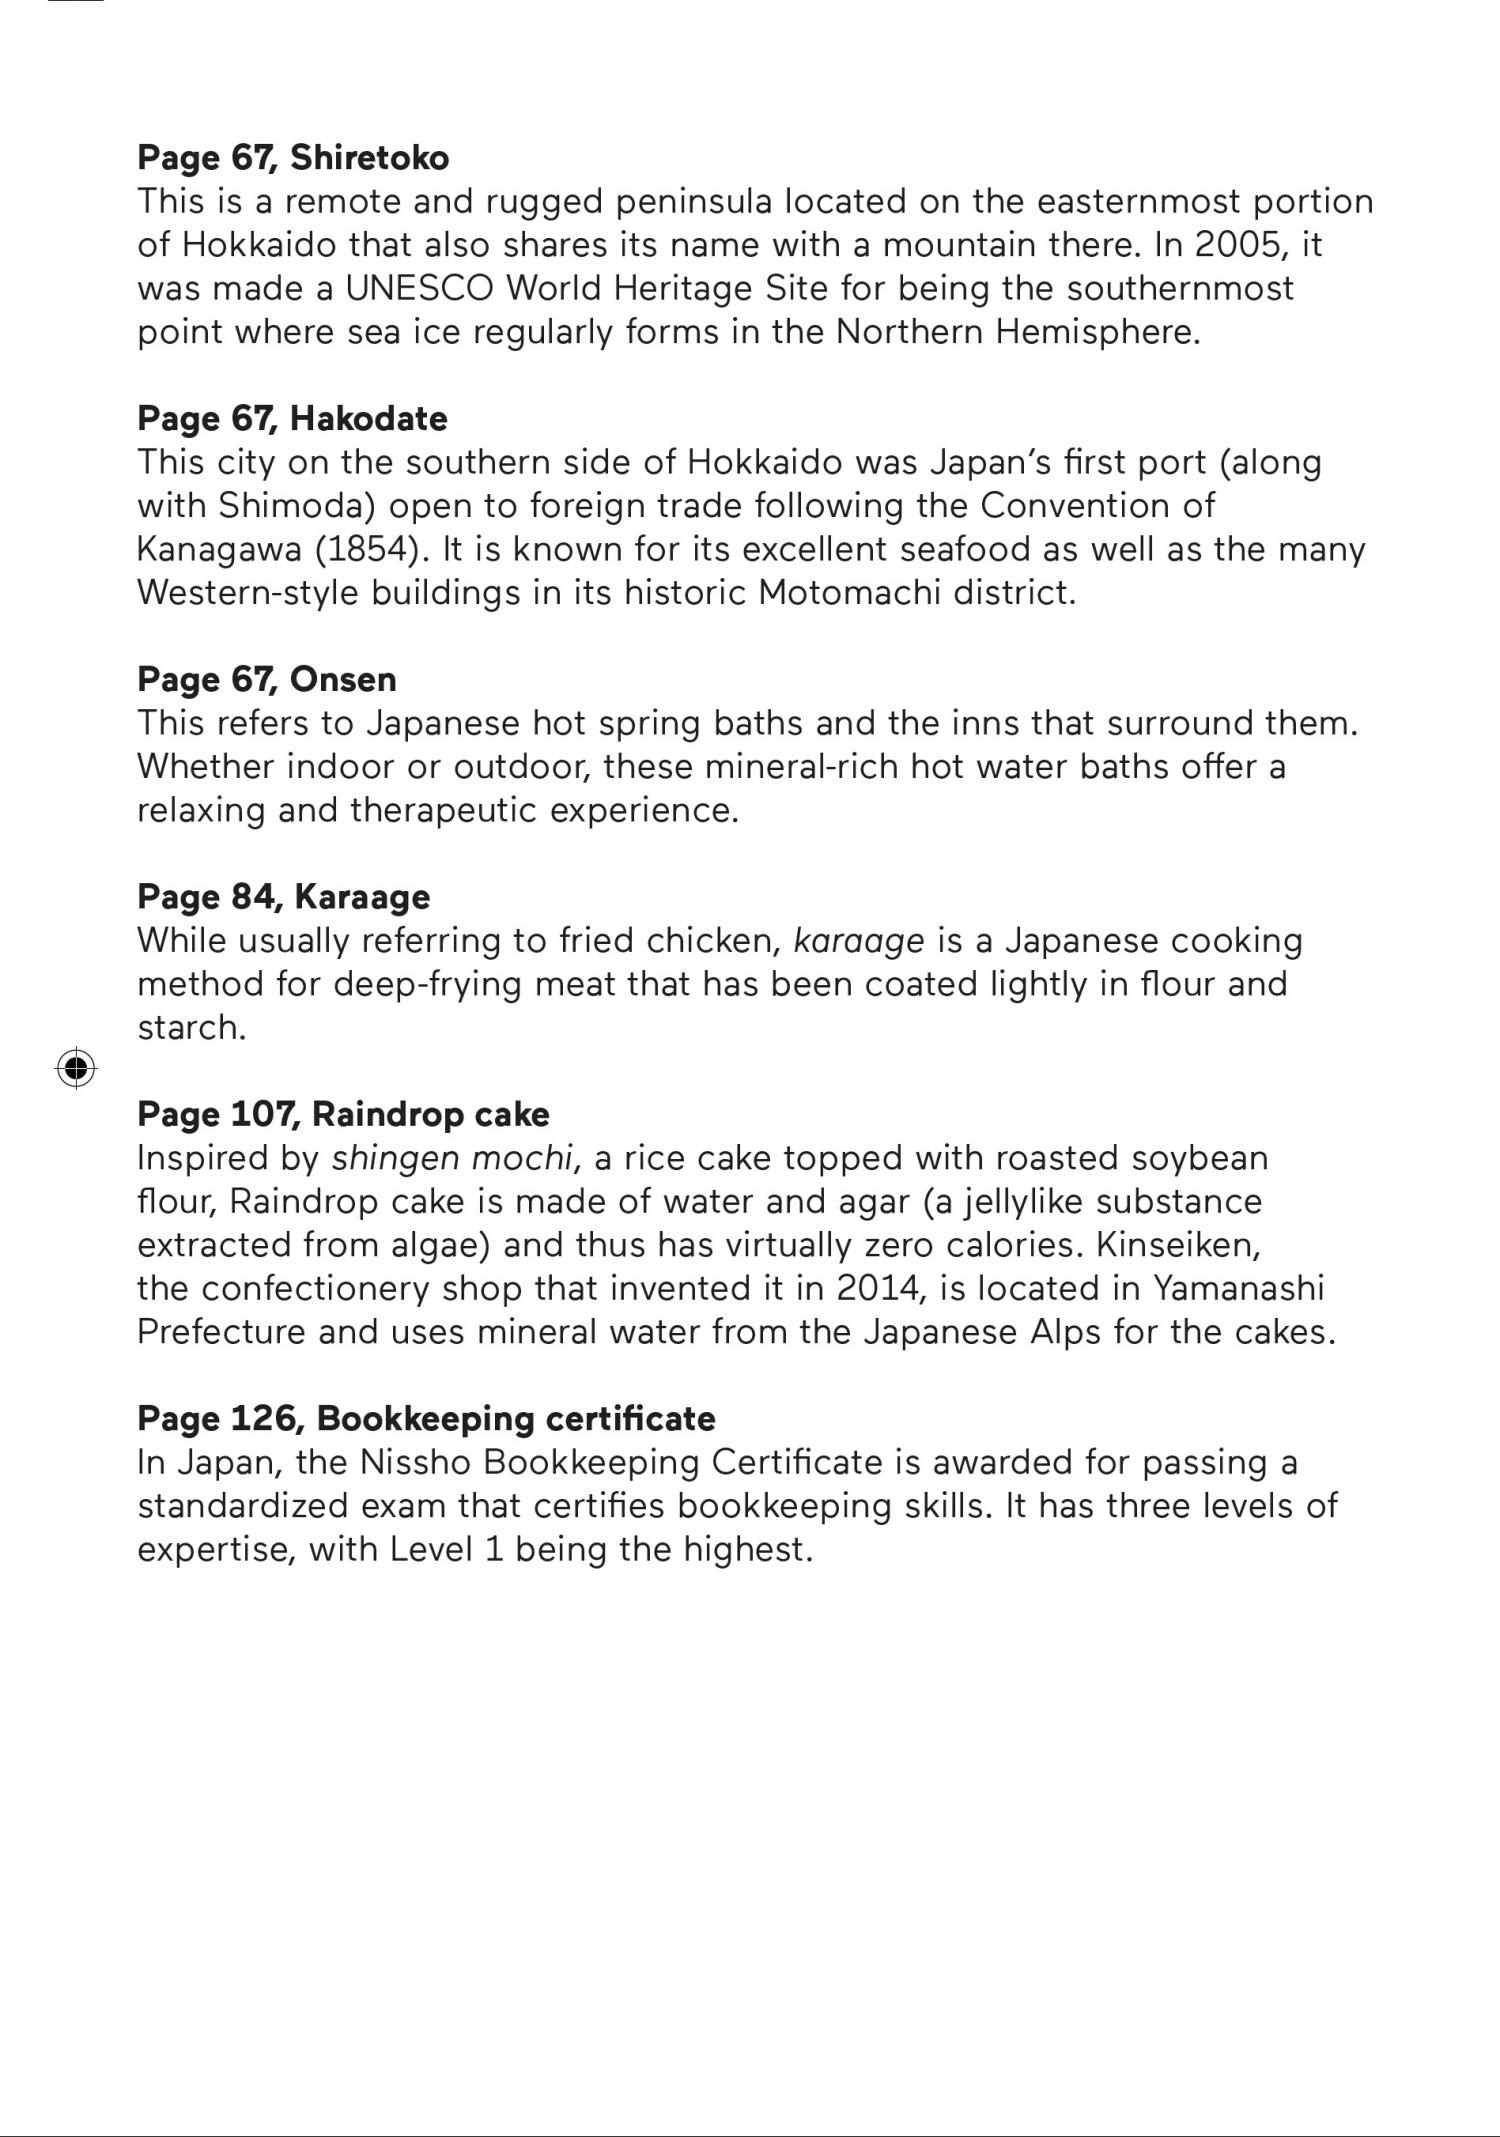 Page 67, Shiretoko
This is a remote and rugged peninsula located on the easternmost portion
of Hokkaido that also shares its name with a mountain there. In 2005, it
was made a UNESCO World Heritage Site for being the southernmost
point where sea ice regularly forms in the Northern Hemisphere.
Page 67, Hakodate
This city on the southern side of Hokkaido was Japan’s first port (along
with Shimoda) open to foreign trade following the Convention of
Kanagawa (1854). It is known for its excellent seafood as well as the many
Western-style buildings in its historic Motomachi district.
Page 67, Onsen
This refers to Japanese hot spring baths and the inns that surround them.
Whether indoor or outdoor, these mineral-rich hot water baths offer a
relaxing and therapeutic experience.
Page 84, Karaage
While usually referring to fried chicken, karaage is a Japanese cooking
method for deep-frying meat that has been coated lightly in flour and
starch.
Page 107, Raindrop cake
Inspired by shingen mochi, a rice cake topped with roasted soybean
flour, Raindrop cake is made of water and agar (a jellylike substance
extracted from algae) and thus has virtually zero calories. Kinseiken,
the confectionery shop that invented it in 2014, is located in Yamanashi
Prefecture and uses mineral water from the Japanese Alps for the cakes.
Page 126, Bookkeeping certificate
In Japan, the Nissho Bookkeeping Certificate is awarded for passing a
standardized exam that certifies bookkeeping skills. It has three levels of
expertise, with Level 1 being the highest.